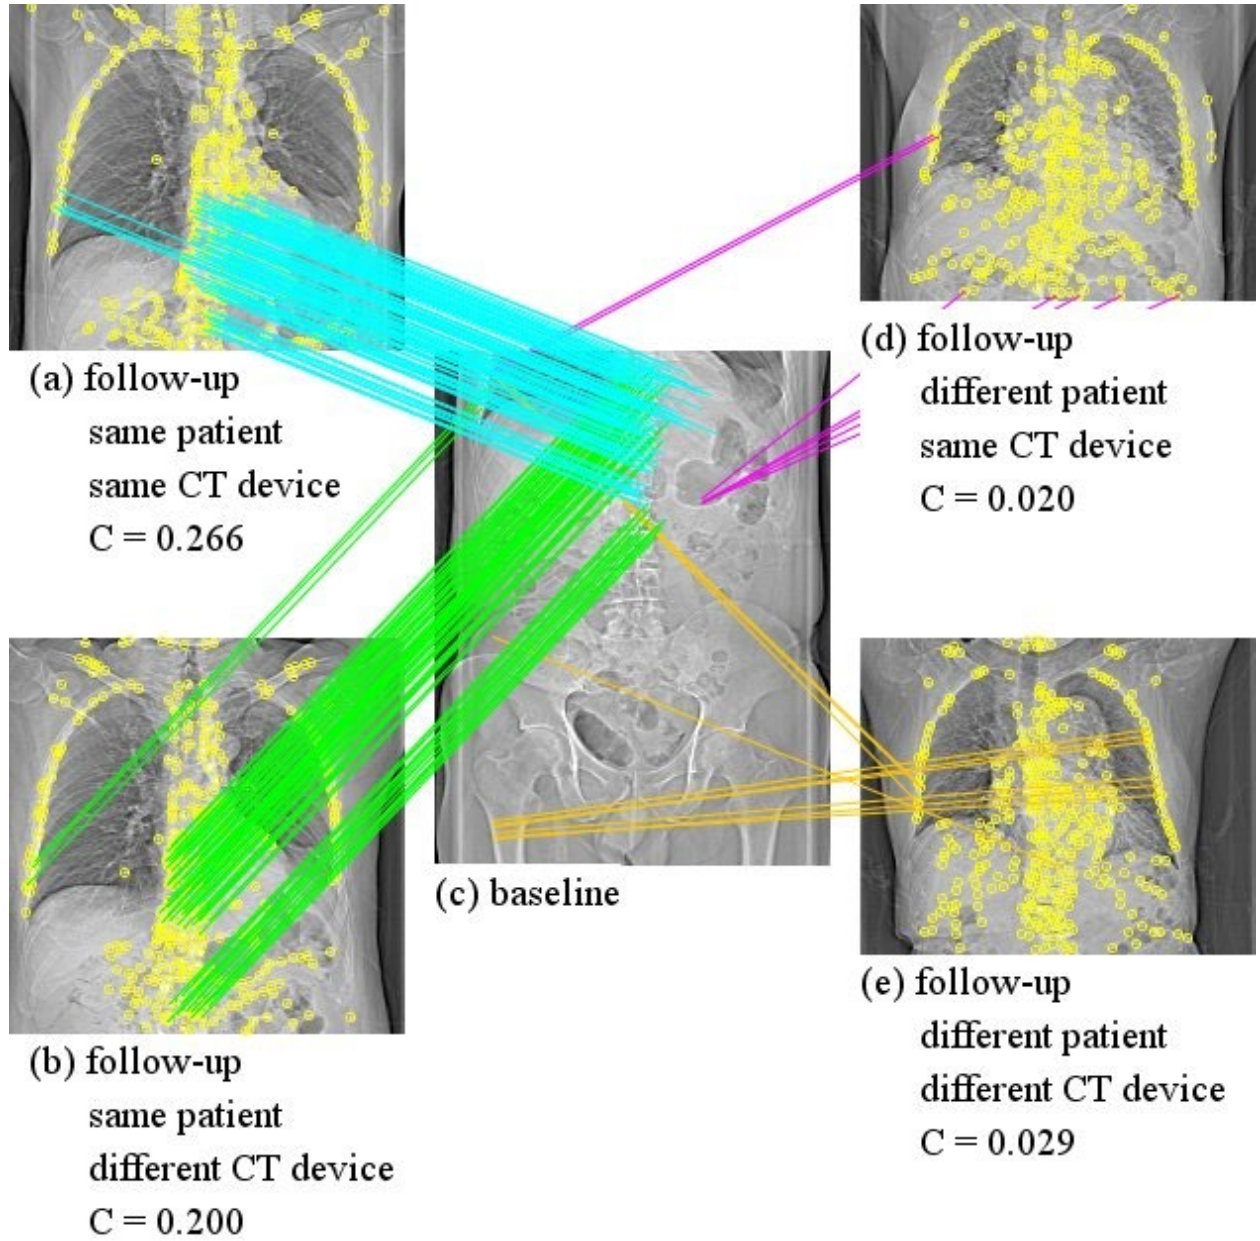 (a) follow-up
same patient
same CT device
C = 0.266
(b) follow-up
same patient
different CT device
C = 0.200
(c) baseline
(d) follow-up
different patient
same CT device
C = 0.020
(e) follow-up
different patient
different CT device
C = 0.029